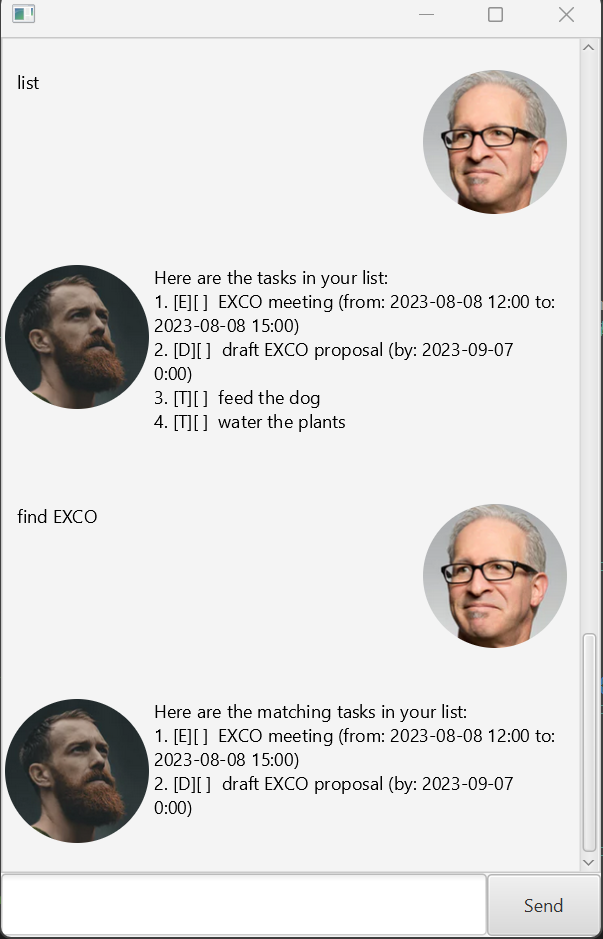 list
Here are the tasks in your list:
1. [E][ ]  EXCO meeting (from: 2023-08-08 12:00 to:
2023-08-08 15:00)
2. [D][ ]  draft EXCO proposal (by: 2023-09-07
0:00)
3. [T][ ]  feed the dog
4. [T][ ]  water the plants
find EXCO
Here are the matching tasks in your list:
1. [E][ ]  EXCO meeting (from: 2023-08-08 12:00 to:
2023-08-08 15:00)
2. [D][ ]  draft EXCO proposal (by: 2023-09-07
0:00)
Send